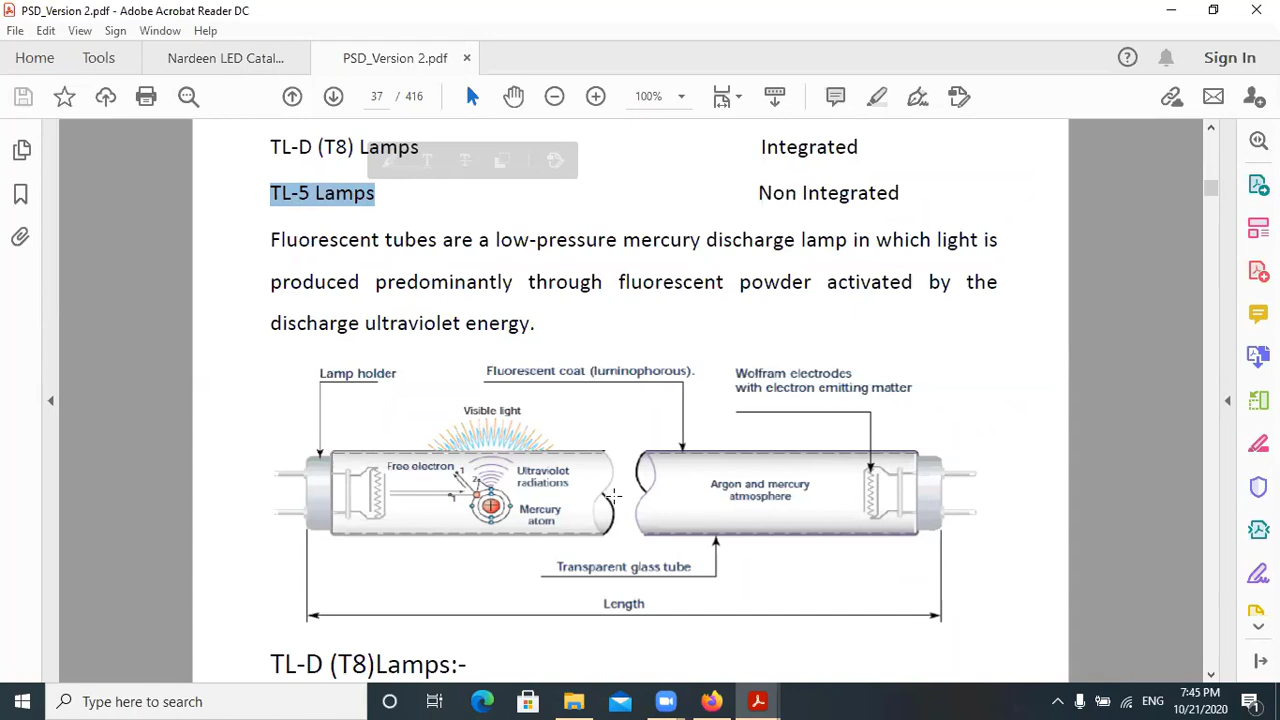 PSD_Version 2.pdf - Adobe Acrobat Reader DC
File Edit View Sign Window Help
Home Tools Nardeen LED Catal... PSD_Version 2.pdf × Sign In
37 / 416 100%
TL-D (T8) Lamps Integrated
TL-5 Lamps Non Integrated
Fluorescent tubes are a low-pressure mercury discharge lamp in which light is
produced predominantly through fluorescent powder activated by the
discharge ultraviolet energy.
Lamp holder
Fluorescent coat (luminophorous).
Wolfram electrodes
with electron emitting matter
Visible light
Free electron
1
2
Ultraviolet
radiations
Mercury
atom
Argon and mercury
atmosphere
Transparent glass tube
Length
TL-D (T8)Lamps:-
Type here to search
ENG
7:45 PM
10/21/2020
1